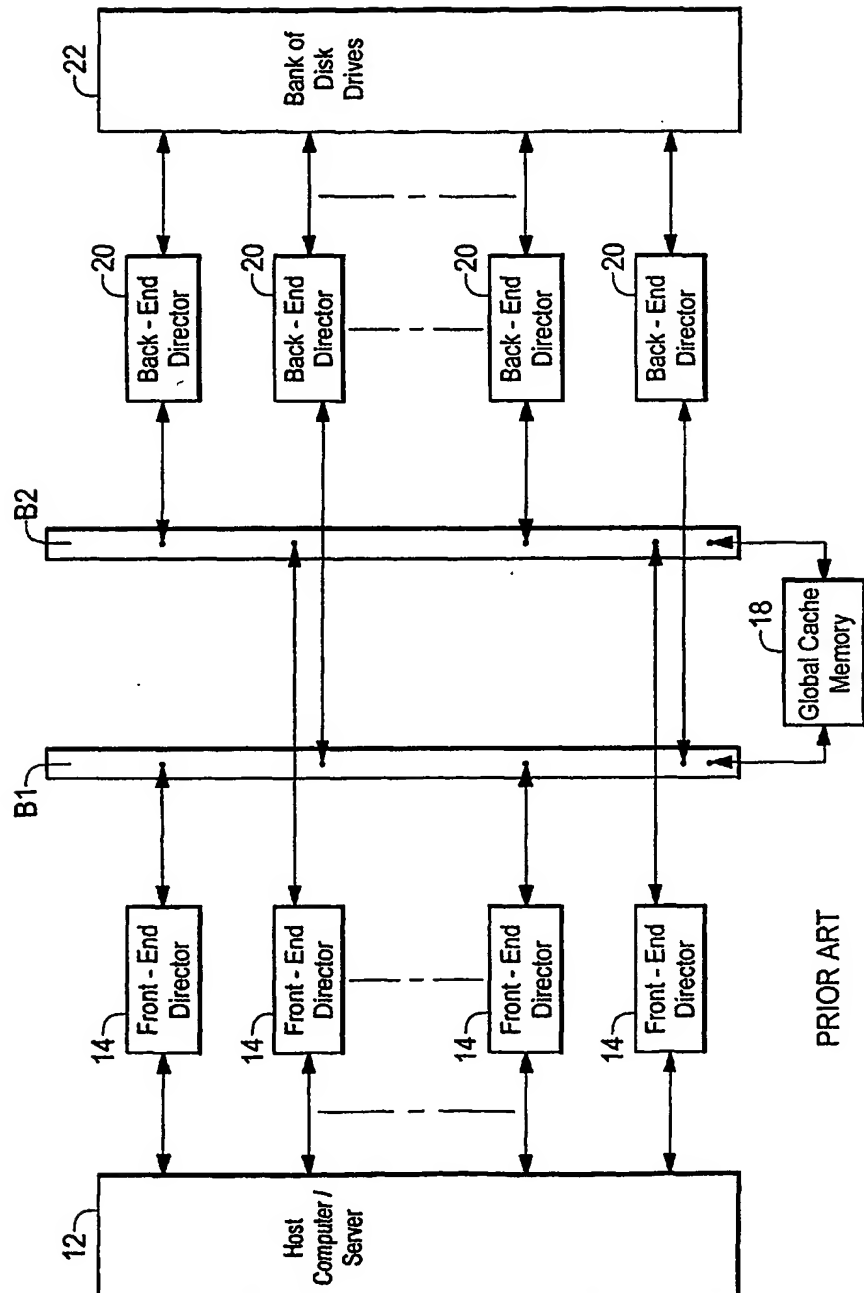 12
Host
Computer /
Server
14
Front - End
Director
14
Front - End
Director
14
Front - End
Director
14
Front - End
Director
B1
B2
18
Global Cache
Memory
20
Back - End
Director
20
Back - End
Director
20
Back - End
Director
20
Back - End
Director
22
Bank of
Disk
Drives
PRIOR ART